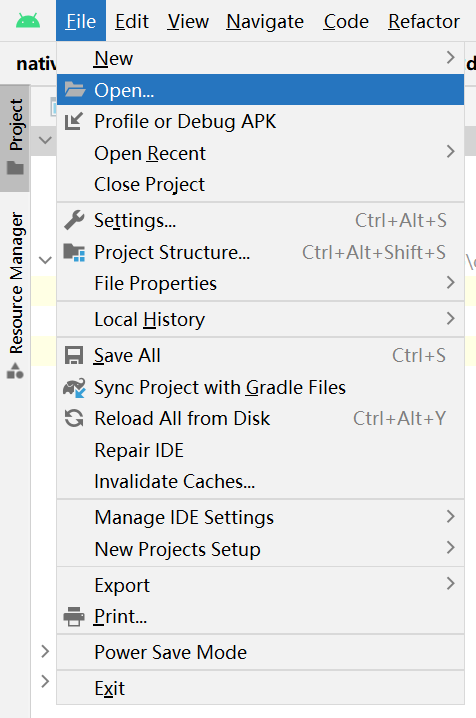 File Edit View Navigate Code Refactor
nativ
Project
Resource Manager
New
Open...
Profile or Debug APK
Open Recent
Close Project
Settings... Ctrl+Alt+S
Project Structure... Ctrl+Alt+Shift+S
File Properties
Local History
Save All Ctrl+S
Sync Project with Gradle Files
Reload All from Disk Ctrl+Alt+Y
Repair IDE
Invalidate Caches...
Manage IDE Settings
New Projects Setup
Export
Print...
Power Save Mode
Exit